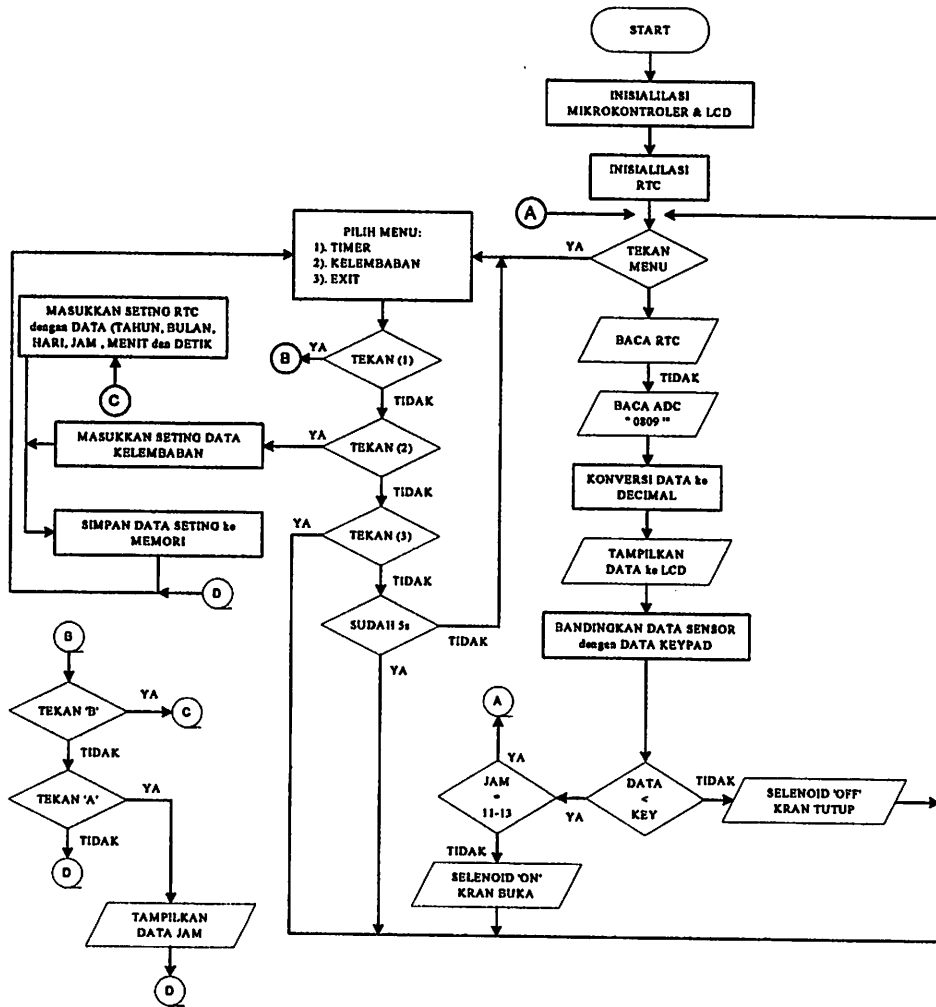 START
INISIALILASI
MIKROKONTROLER & LCD
INISIALILASI
RTC
A
TEKAN
MENU
YA
PILIH MENU:
1). TIMER
2). KELEMBABAN
3). EXIT
MASUKKAN SETING RTC
dengan DATA (TAHUN, BULAN,
HARI, JAM , MENIT dan DETIK
C
B
YA
TEKAN (1)
TIDAK
BACA RTC
TIDAK
BACA ADC
" 0809 "
MASUKKAN SETING DATA
KELEMBABAN
YA
TEKAN (2)
TIDAK
KONVERSI DATA ke
DECIMAL
SIMPAN DATA SETING ke
MEMORI
D
YA
TEKAN (3)
TIDAK
TAMPILKAN
DATA ke LCD
SUDAH 5s
TIDAK
YA
BANDINGKAN DATA SENSOR
dengan DATA KEYPAD
B
TEKAN 'B'
YA
C
TIDAK
TEKAN 'A'
YA
TIDAK
D
TAMPILKAN
DATA JAM
D
A
YA
JAM
=
11-13
YA
DATA
<
KEY
TIDAK
SELENOID 'OFF'
KRAN TUTUP
TIDAK
SELENOID 'ON'
KRAN BUKA